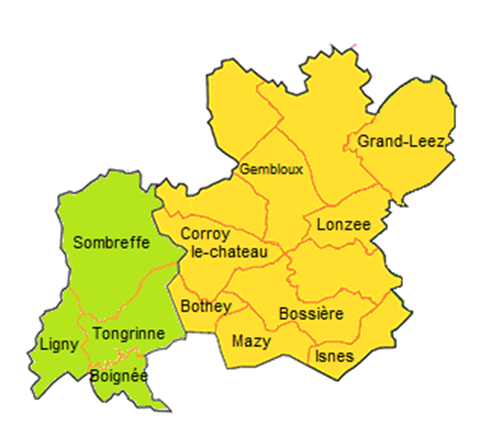 Grand-Leez
Gembloux
Lonzee
Corroy
le-chateau
Sombreffe
Bothey
Bossière
Tongrinne
Ligny
Mazy
Isnes
Boignée